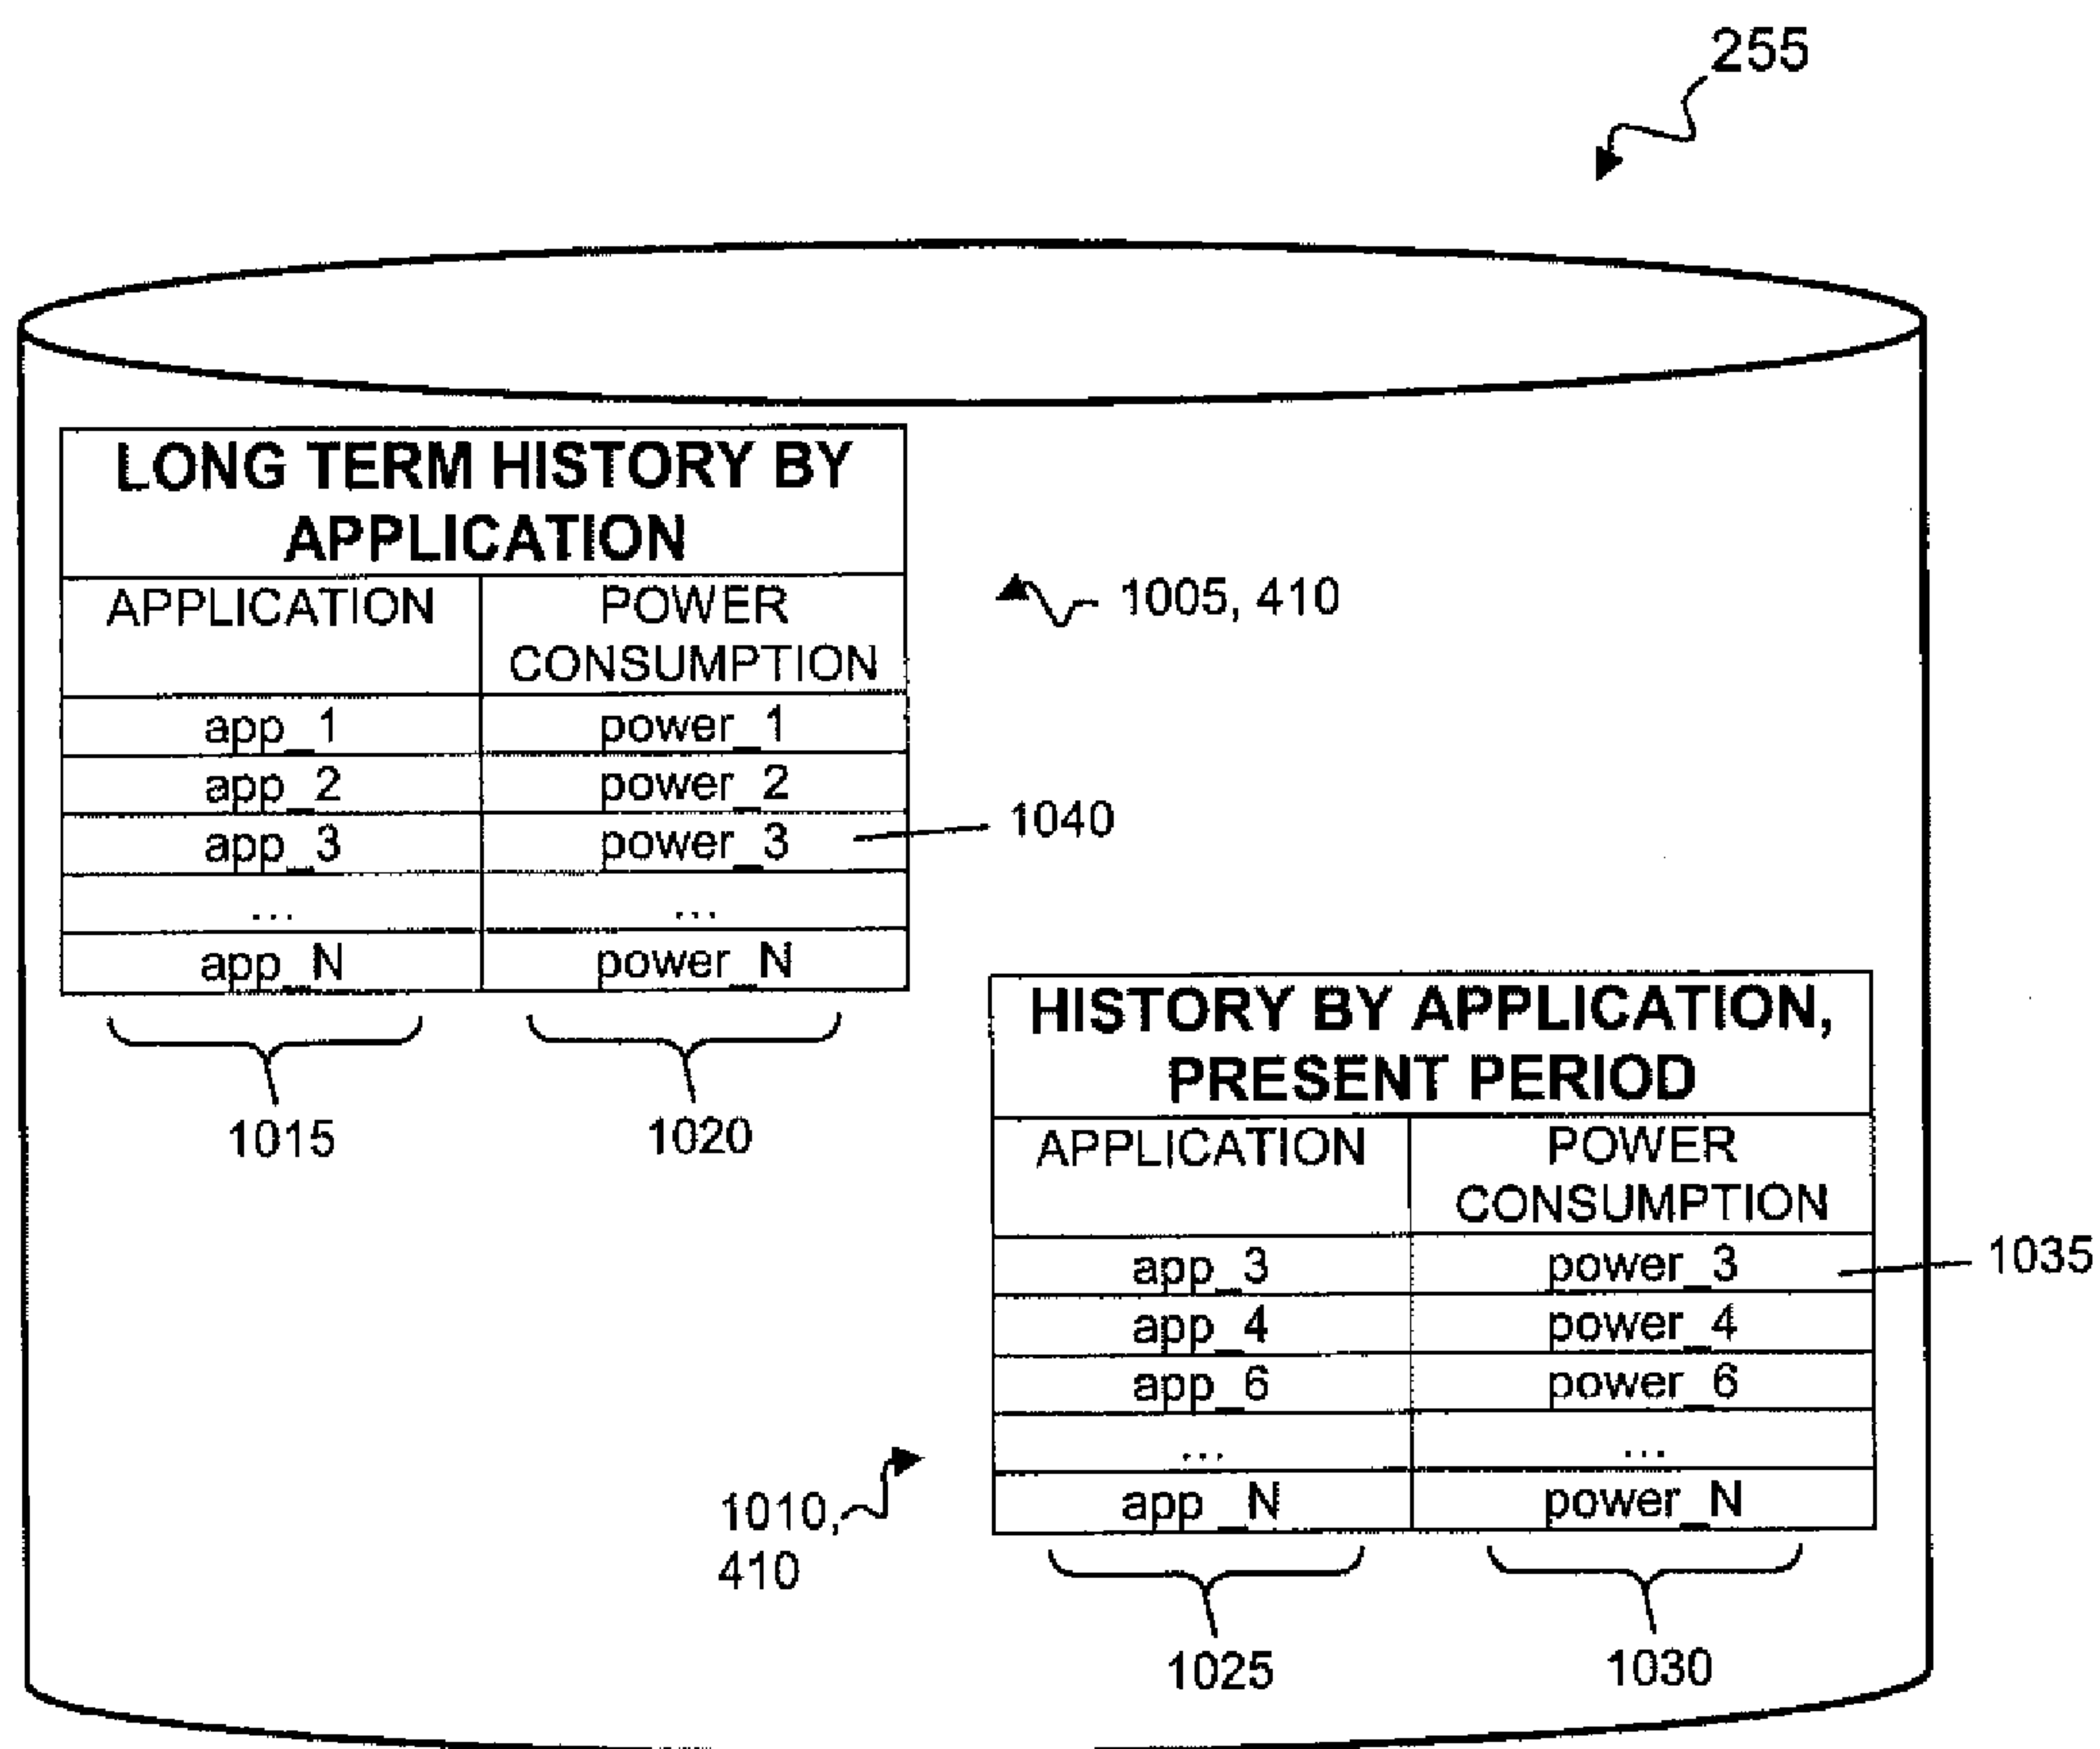 255
LONG TERM HISTORY BY
APPLICATION
APPLICATION POWER
CONSUMPTION
1005, 410
app_1 power_1
app_2 power_2
app_3 power_3
1040
... ...
app_N power_N
1015 1020
HISTORY BY APPLICATION,
PRESENT PERIOD
APPLICATION POWER
CONSUMPTION
app_3 power_3
1035
app_4 power_4
app_6 power_6
... ...
app_N power_N
1010,
410
1025 1030